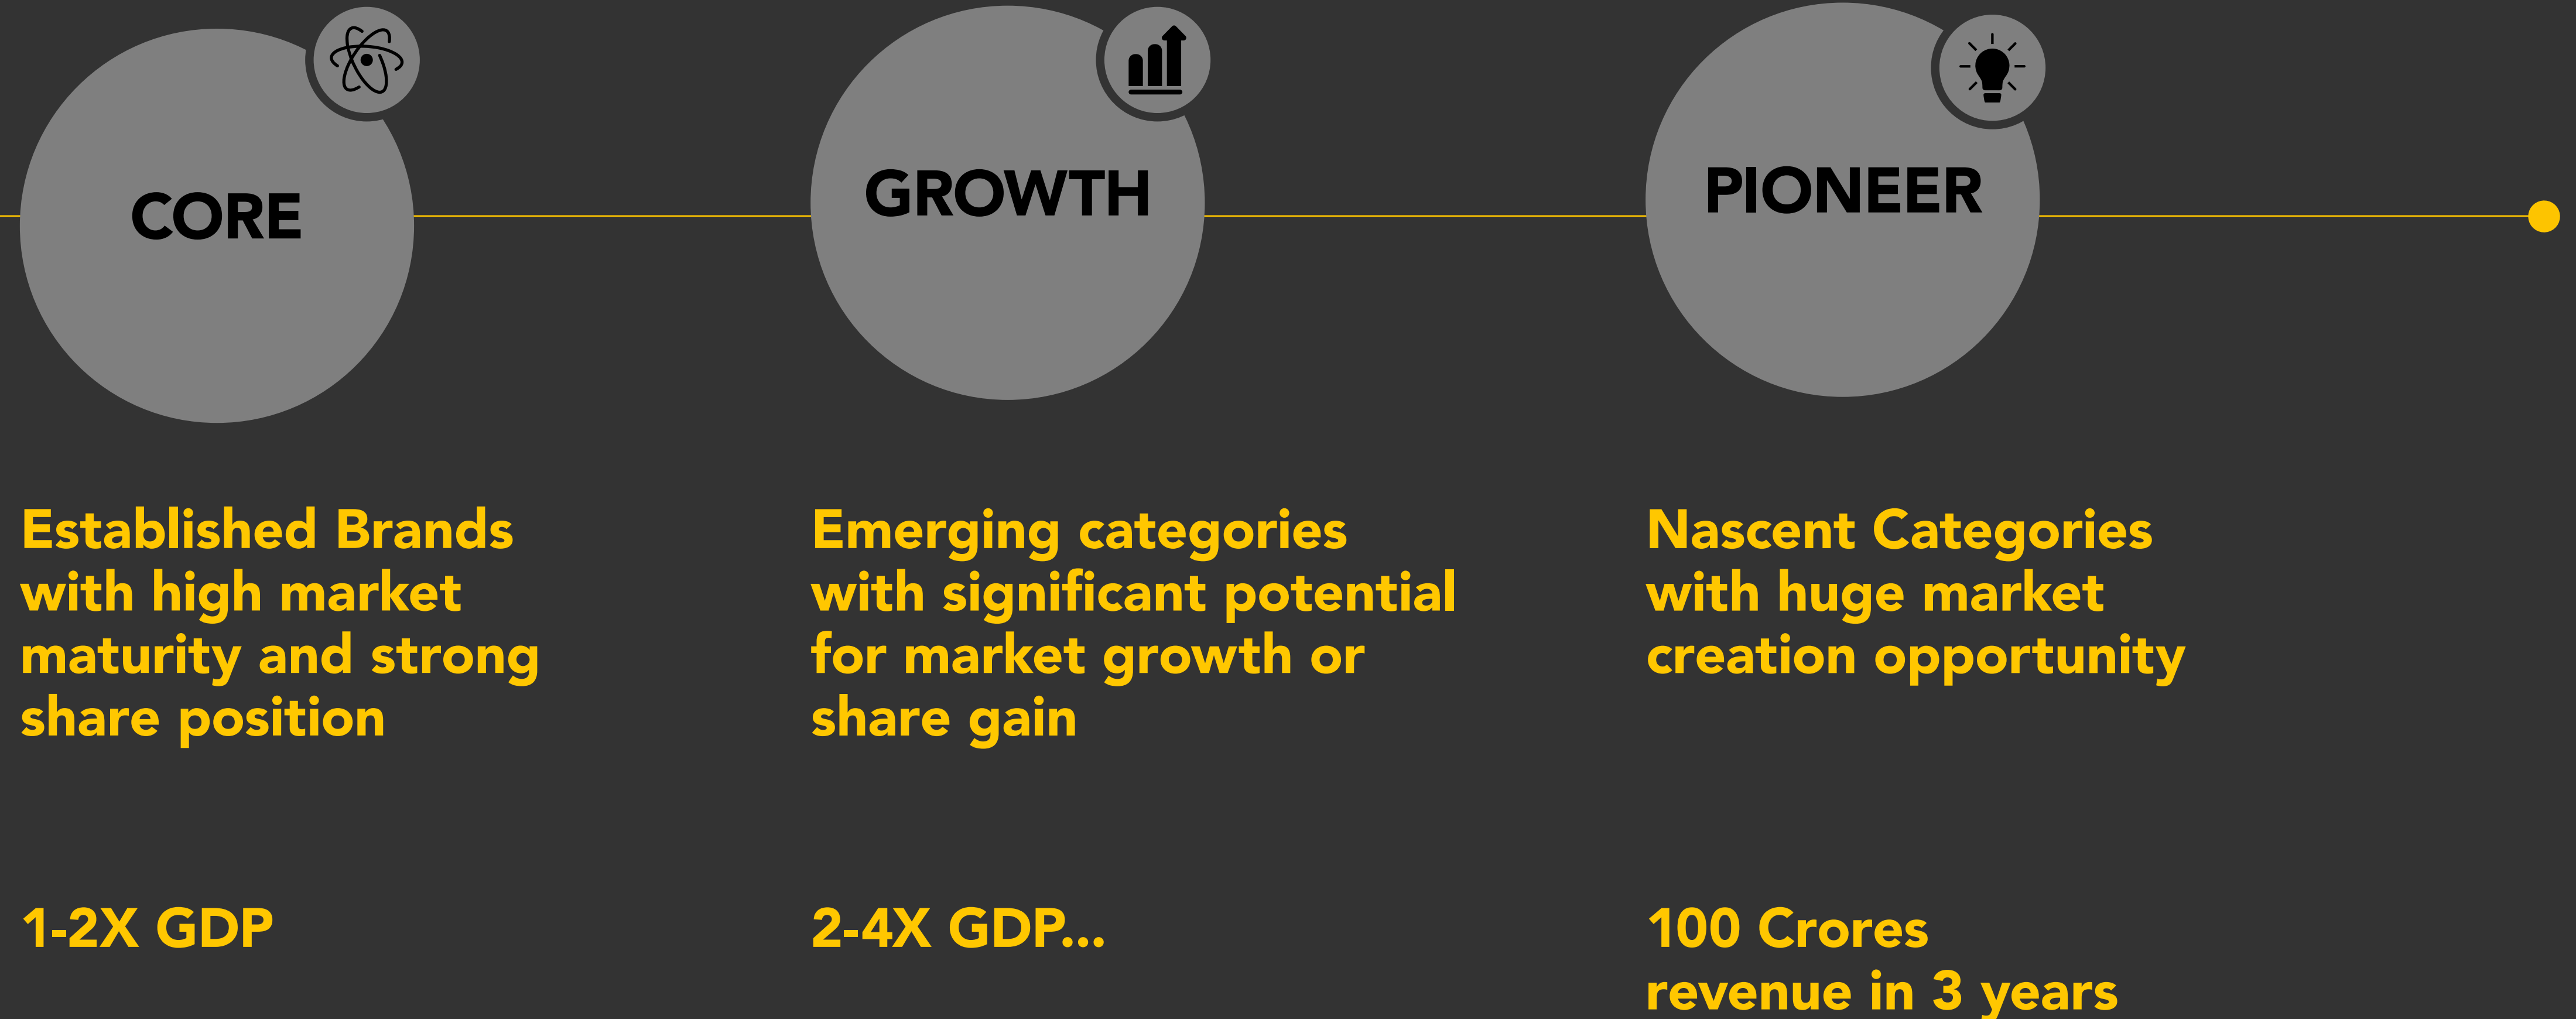 CORE
GROWTH
PIONEER
Established Brands
with high market
maturity and strong
share position
Emerging categories
with significant potential
for market growth or
share gain
Nascent Categories
with huge market
creation opportunity
1-2X GDP
2-4X GDP...
100 Crores
revenue in 3 years